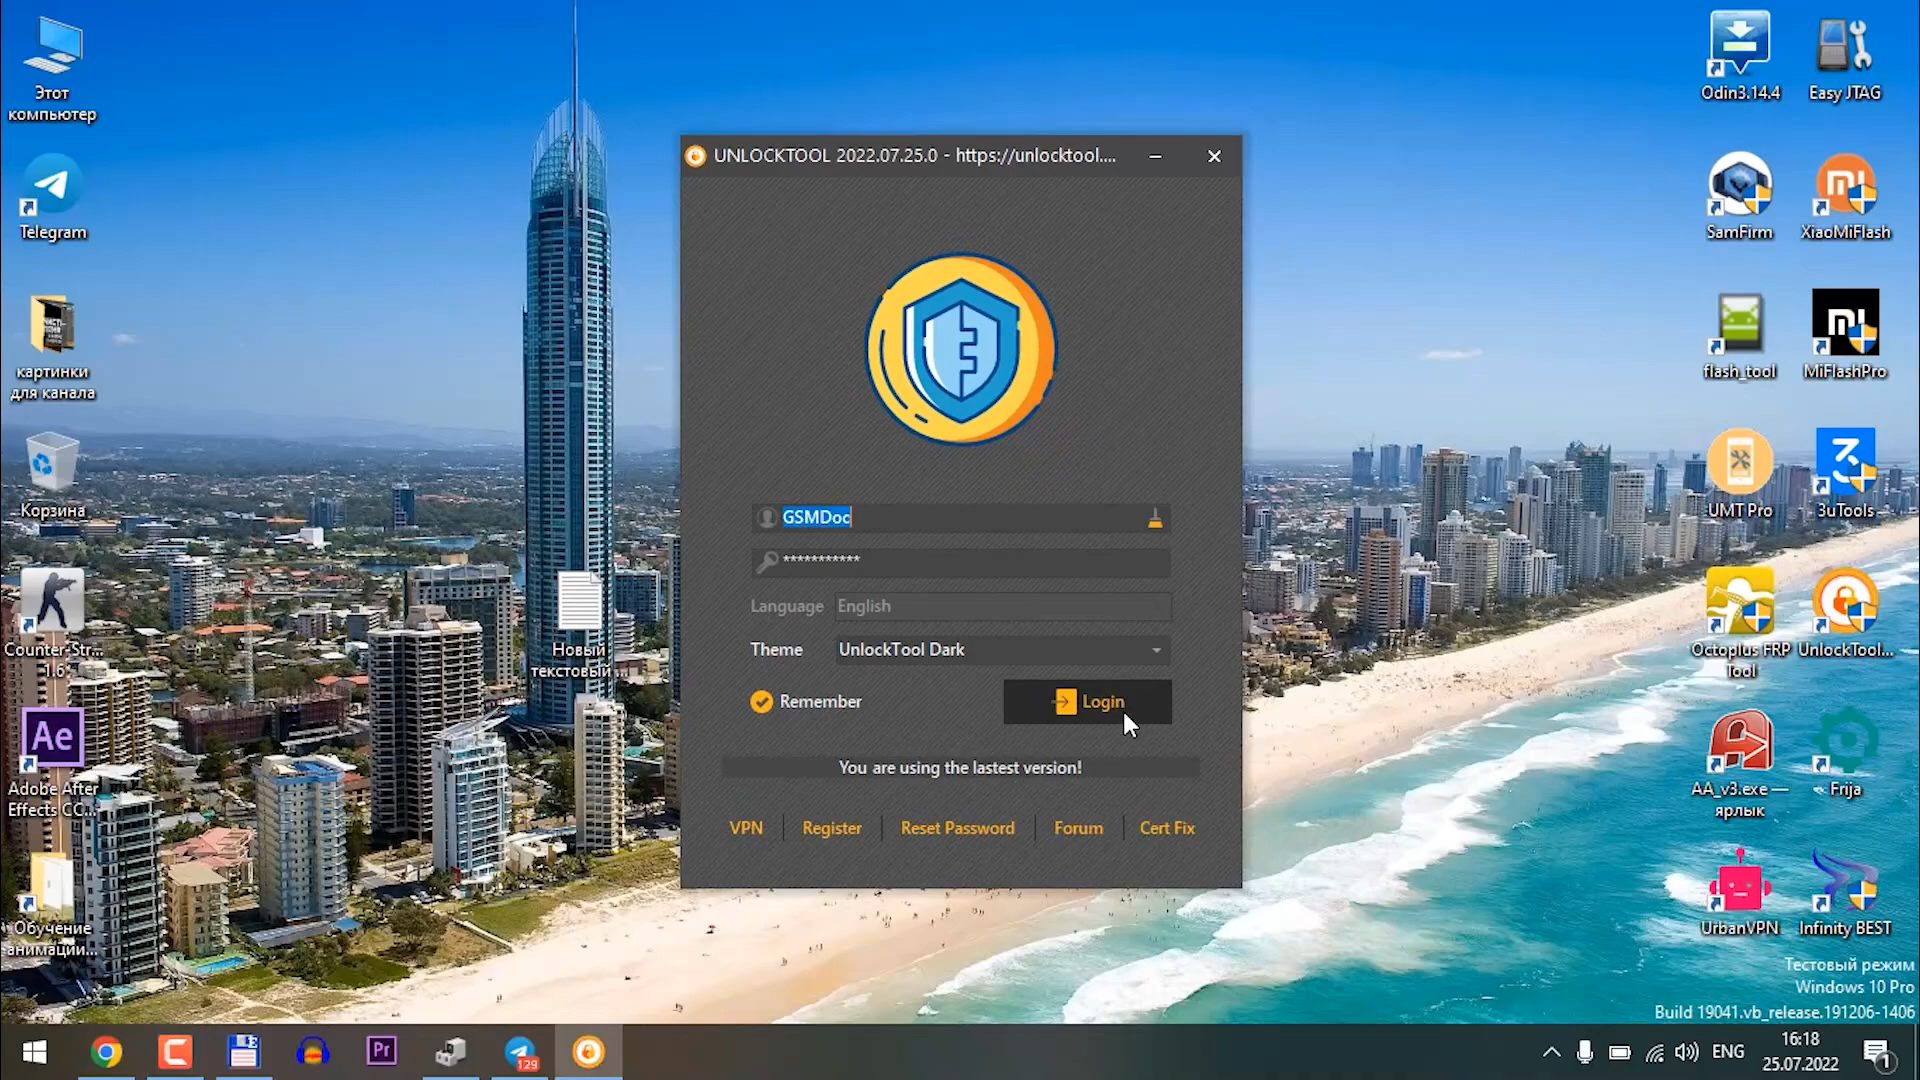 Этот
компьютер
Telegram
картинки
для канала
Корзина
Counter-Str...
1.6
Ae
Adobe After
Effects CC...
Обучение
анимации...
Новый
текстовый ...
UNLOCKTOOL 2022.07.25.0 - https://unlocktool....
GSMDoc
***********
Language English
Theme UnlockTool Dark
Remember
Login
You are using the lastest version!
VPN
Register
Reset Password
Forum
Cert Fix
Odin3.14.4
Easy JTAG
SamFirm
XiaoMiFlash
flash_tool
MiFlashPro
UMT Pro
3uTools
Octoplus FRP
Tool
UnlockTool...
AA_v3.exe —
ярлык
Frija
UrbanVPN
Infinity BEST
Тестовый режим
Windows 10 Pro
Build 19041.vb_release.191206-1406
Pr
129
ENG
16:18
25.07.2022
1